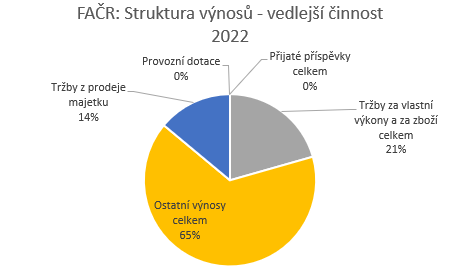 FAČR: Struktura výnosů - vedlejší činnost
2022
Provozní dotace
0%
Přijaté příspěvky
celkem
0%
Tržby z prodeje
majetku
14%
Tržby za vlastní
výkony a za zboží
celkem
21%
Ostatní výnosy
celkem
65%